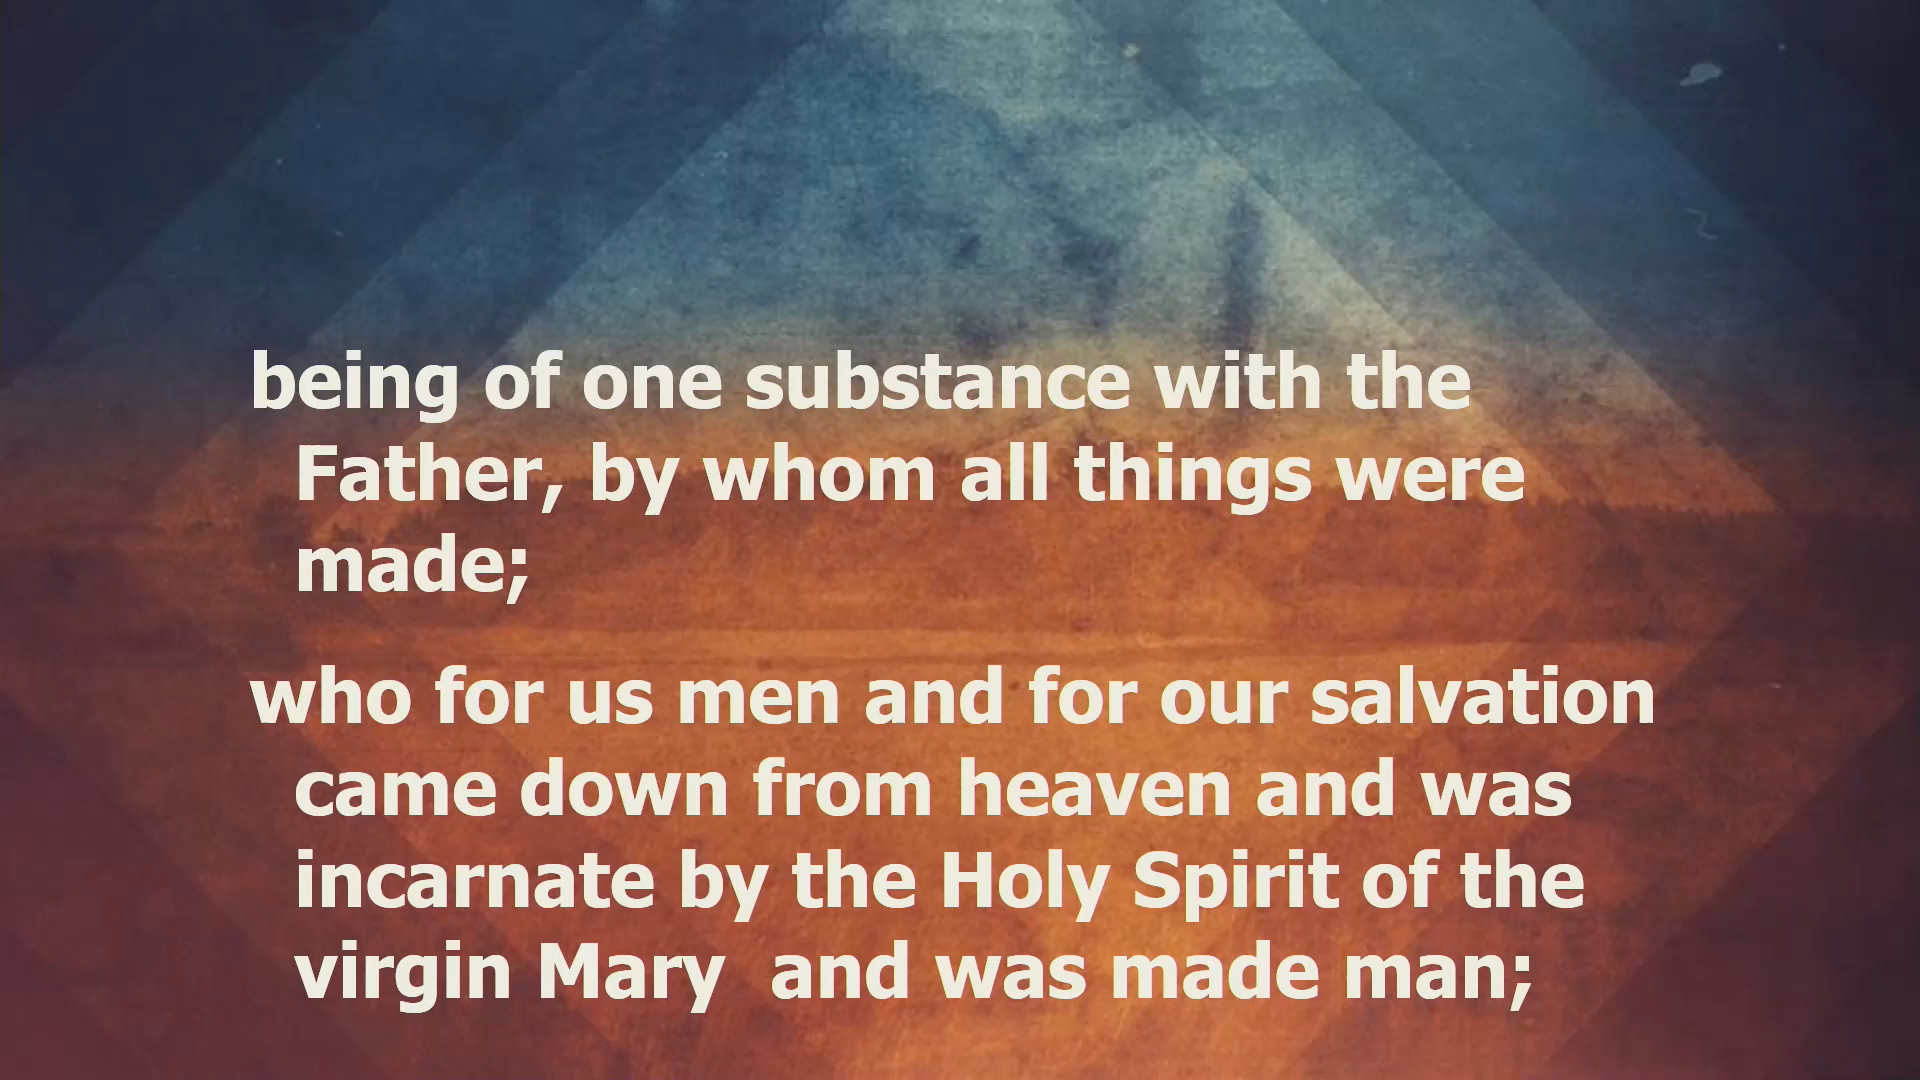 being of one substance with the
Father, by whom all things were
made;
who for us men and for our salvation
came down from heaven and was
incarnate by the Holy Spirit of the
virgin Mary  and was made man;